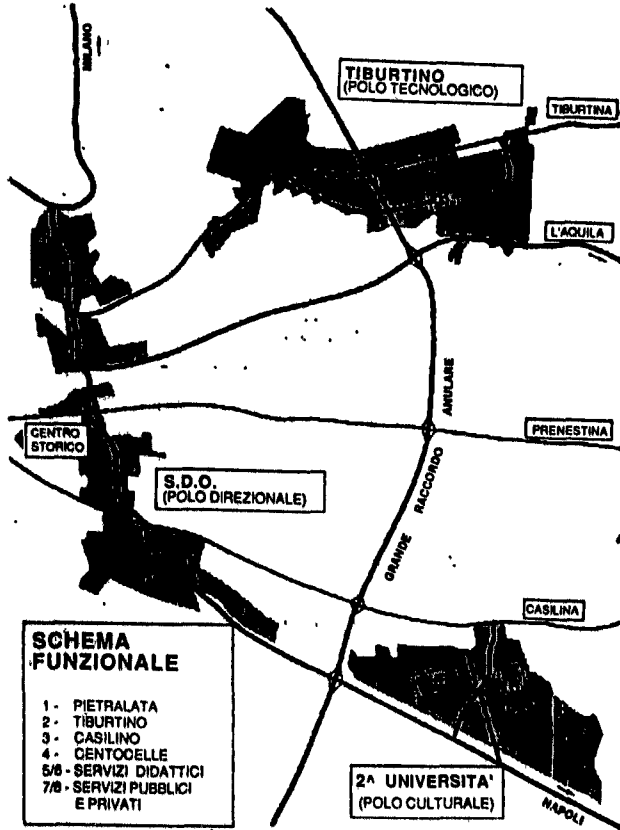 MILANO
TIBURTINO
(POLO TECNOLOGICO)
TIBURTINA
L'AQUILA
ANULARE
RACCORDO
GRANDE
PRENESTINA
CENTRO
STORICO
S.D.O.
(POLO DIREZIONALE)
CASILINA
SCHEMA
FUNZIONALE
1 - PIETRALATA
2 - TIBURTINO
3 - CASILINO
4 - CENTOCELLE
5/6 - SERVIZI DIDATTICI
7/8 - SERVIZI PUBBLICI
E PRIVATI
2^ UNIVERSITA'
(POLO CULTURALE)
NAPOLI